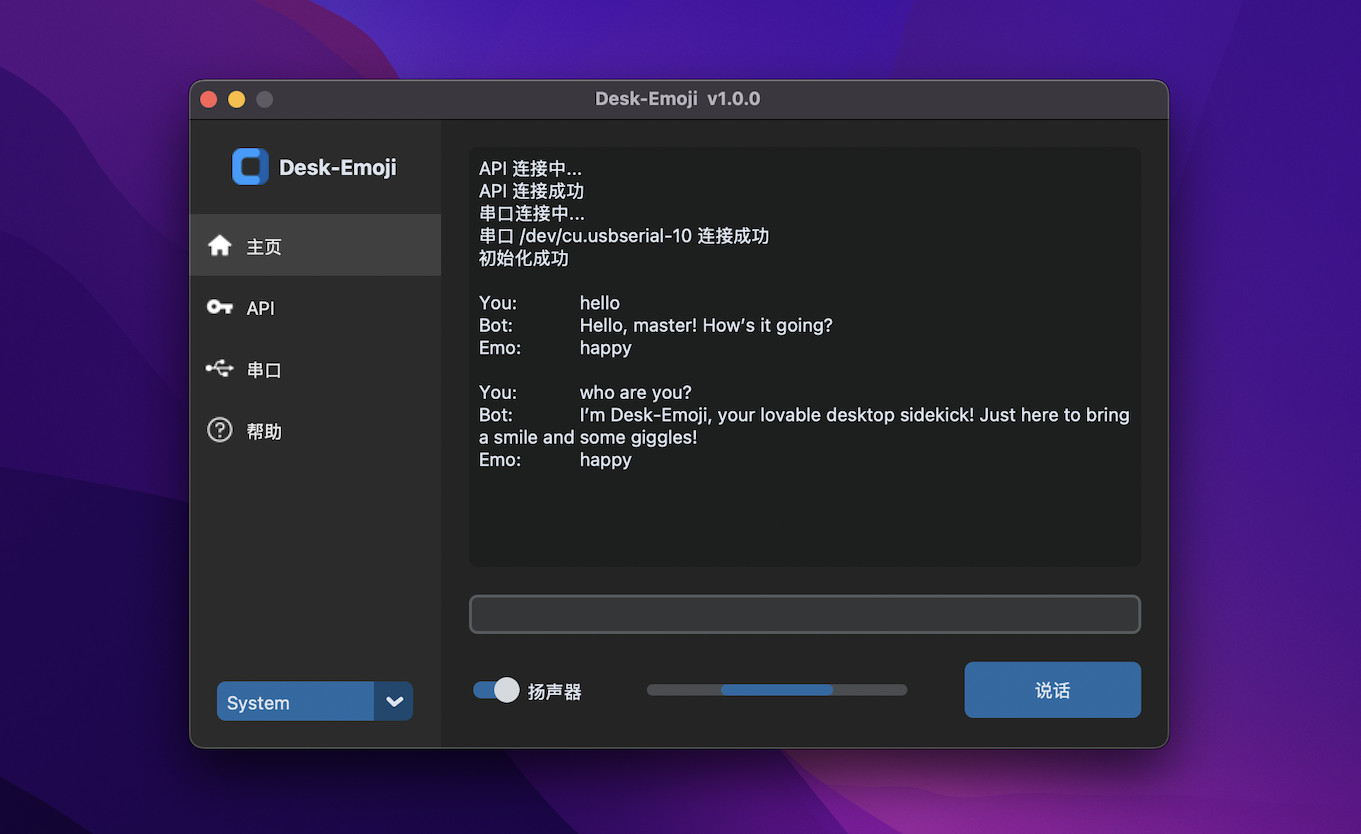 Desk-Emoji v1.0.0
Desk-Emoji
主页
API
串口
帮助
System
API 连接中...
API 连接成功
串口连接中...
串口 /dev/cu.usbserial-10 连接成功
初始化成功
You: hello
Bot: Hello, master! How’s it going?
Emo: happy
You: who are you?
Bot: I’m Desk-Emoji, your lovable desktop sidekick! Just here to bring
a smile and some giggles!
Emo: happy
扬声器
说话